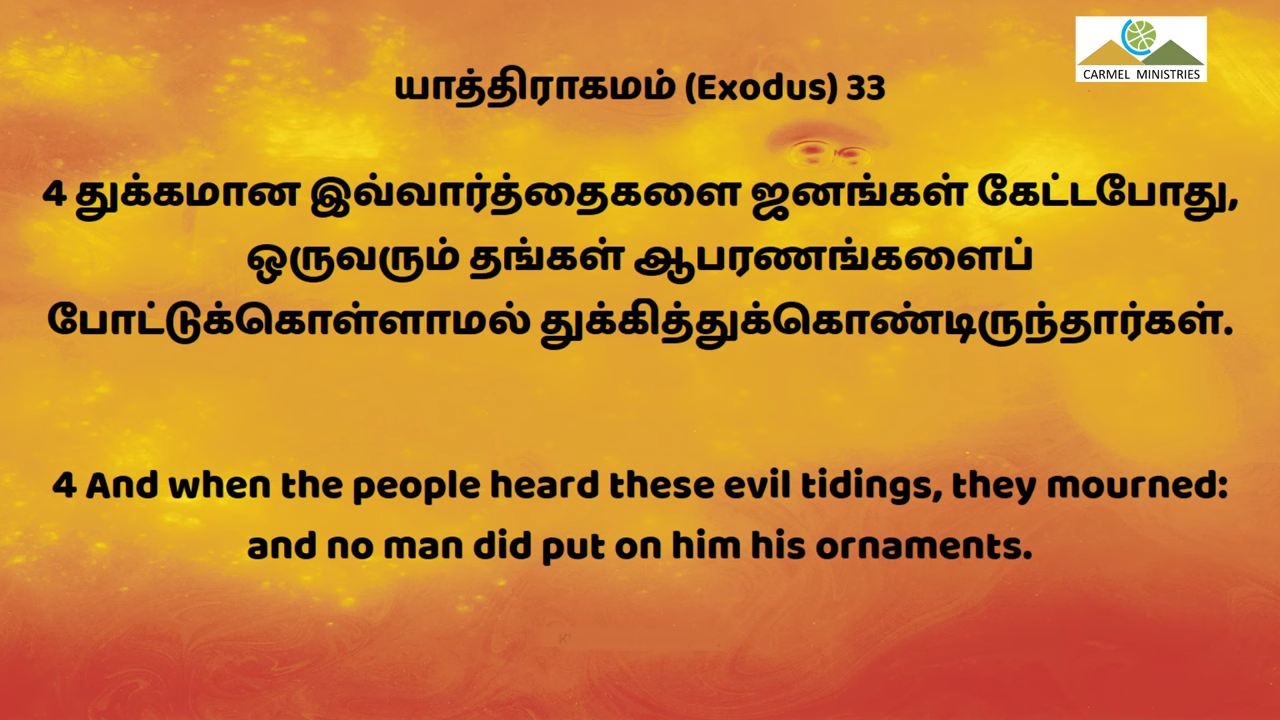 CARMEL MINISTRIES
யாத்திராகமம் (Exodus) 33
4 துக்கமான இவ்வார்த்தைகளை ஜனங்கள் கேட்டபோது,
ஒருவரும் தங்கள் ஆபரணங்களைப்
போட்டுக்கொள்ளாமல் துக்கித்துக்கொண்டிருந்தார்கள்.
4 And when the people heard these evil tidings, they mourned:
and no man did put on him his ornaments.